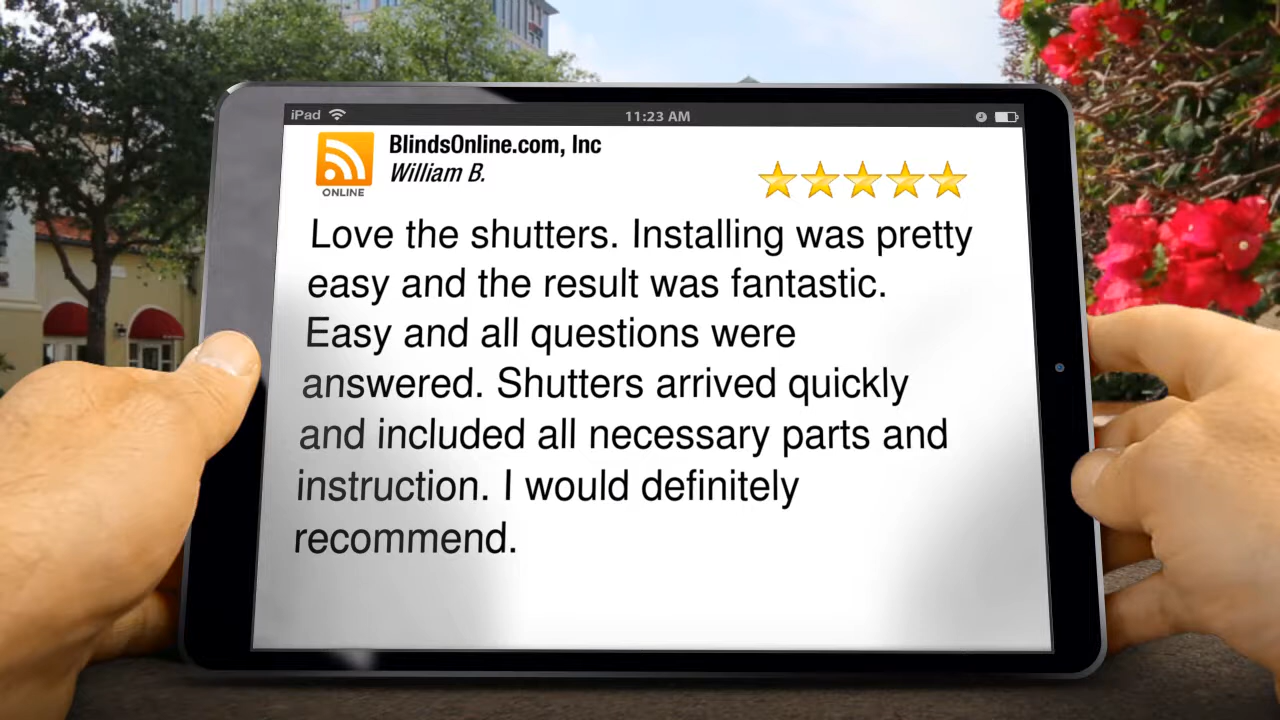 iPad
11:23 AM
BlindsOnline.com, Inc
William B.
ONLINE
Love the shutters. Installing was pretty
easy and the result was fantastic.
Easy and all questions were
answered. Shutters arrived quickly
and included all necessary parts and
instruction. I would definitely
recommend.